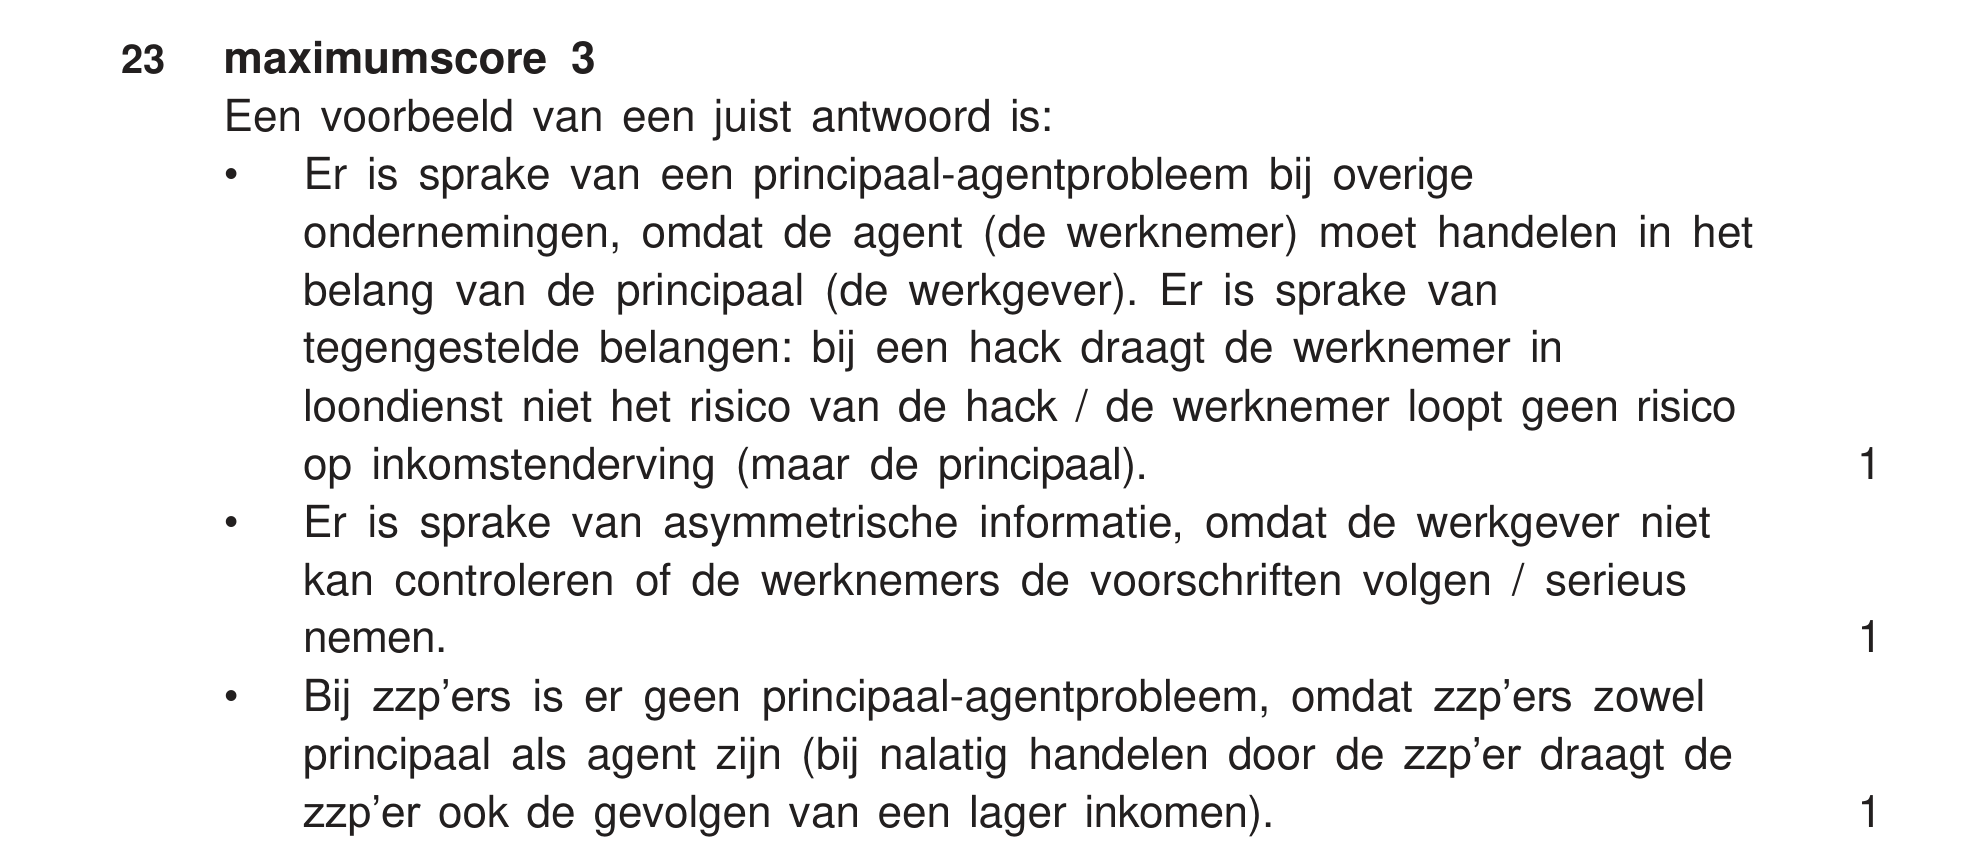 23 maximumscore 3
Een voorbeeld van een juist antwoord is:
• Er is sprake van een principaal-agentprobleem bij overige
ondernemingen, omdat de agent (de werknemer) moet handelen in het
belang van de principaal (de werkgever). Er is sprake van
tegengestelde belangen: bij een hack draagt de werknemer in
loondienst niet het risico van de hack / de werknemer loopt geen risico
op inkomstenderving (maar de principaal). 1
• Er is sprake van asymmetrische informatie, omdat de werkgever niet
kan controleren of de werknemers de voorschriften volgen / serieus
nemen. 1
• Bij zzp’ers is er geen principaal-agentprobleem, omdat zzp’ers zowel
principaal als agent zijn (bij nalatig handelen door de zzp’er draagt de
zzp’er ook de gevolgen van een lager inkomen). 1